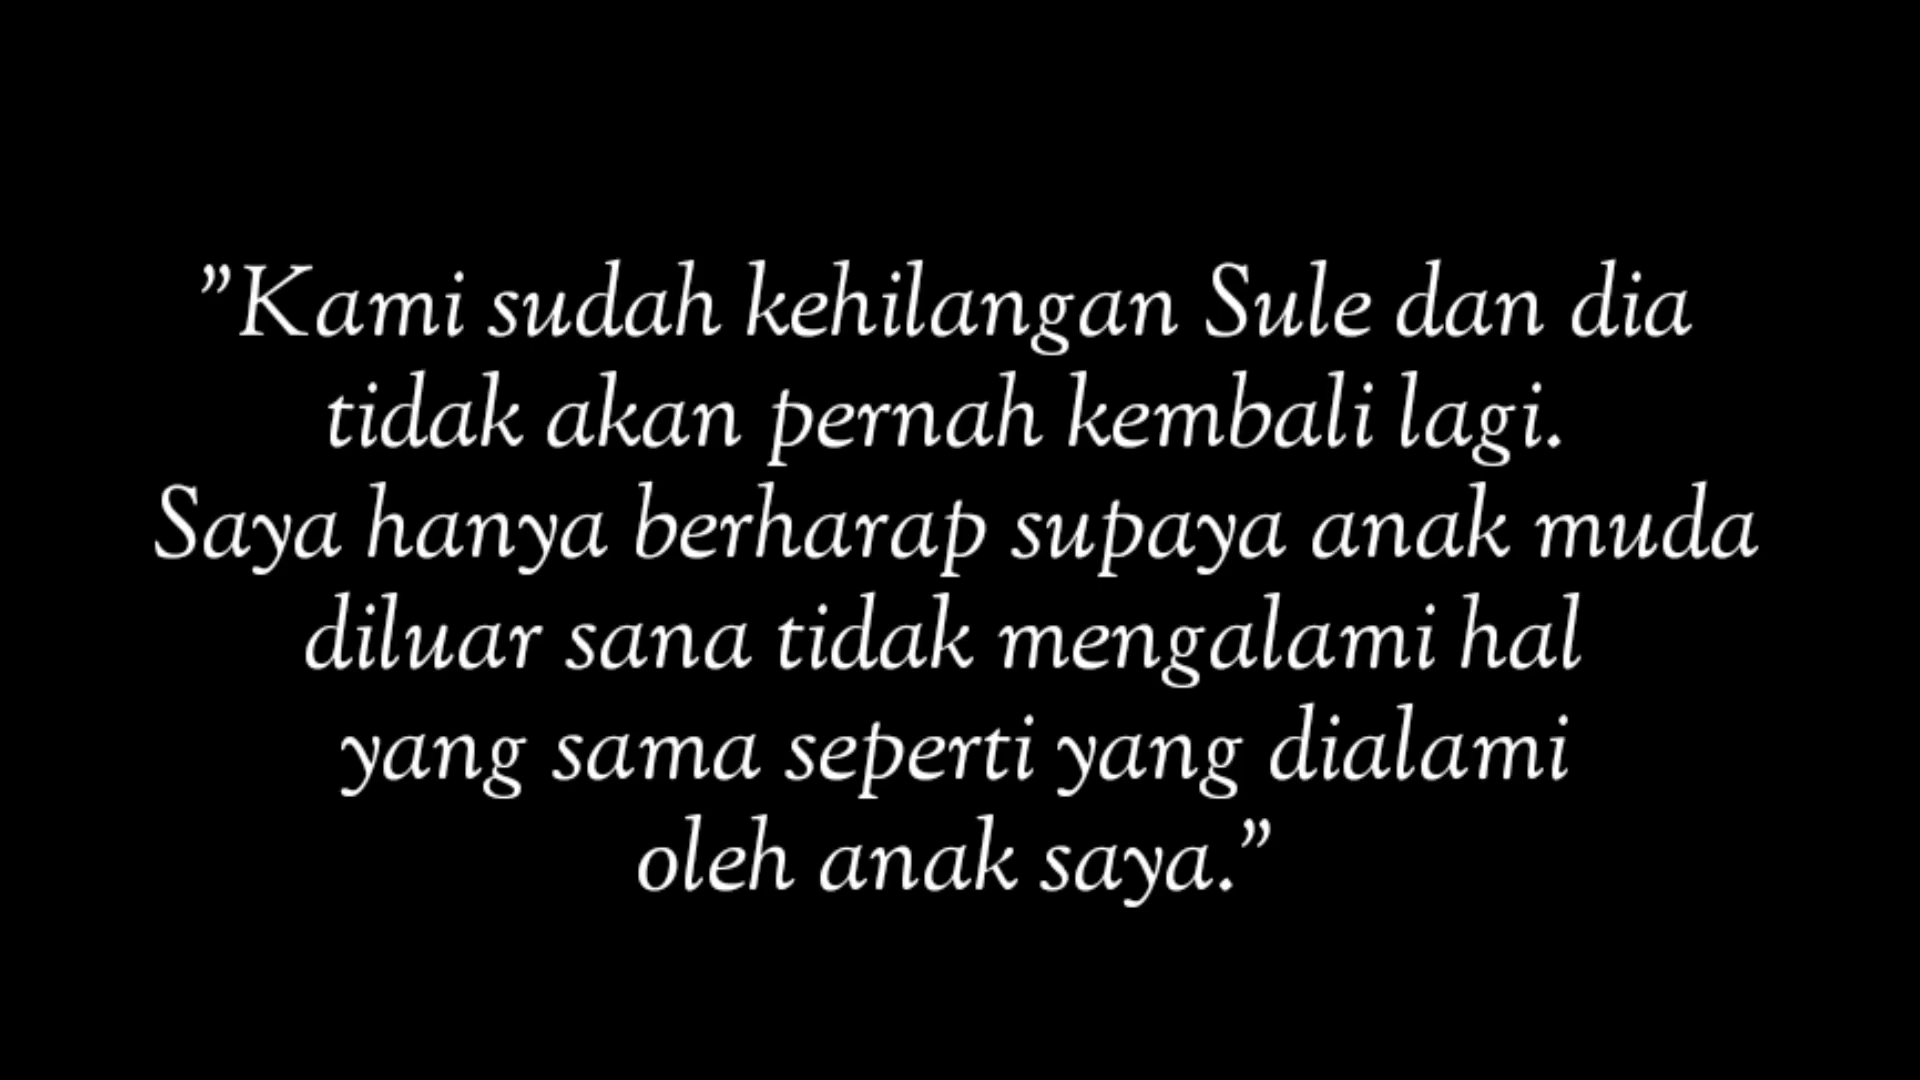 ”Kami sudah kehilangan Sule dan dia
tidak akan pernah kembali lagi.
Saya hanya berharap supaya anak muda
diluar sana tidak mengalami hal
yang sama seperti yang dialami
oleh anak saya.”